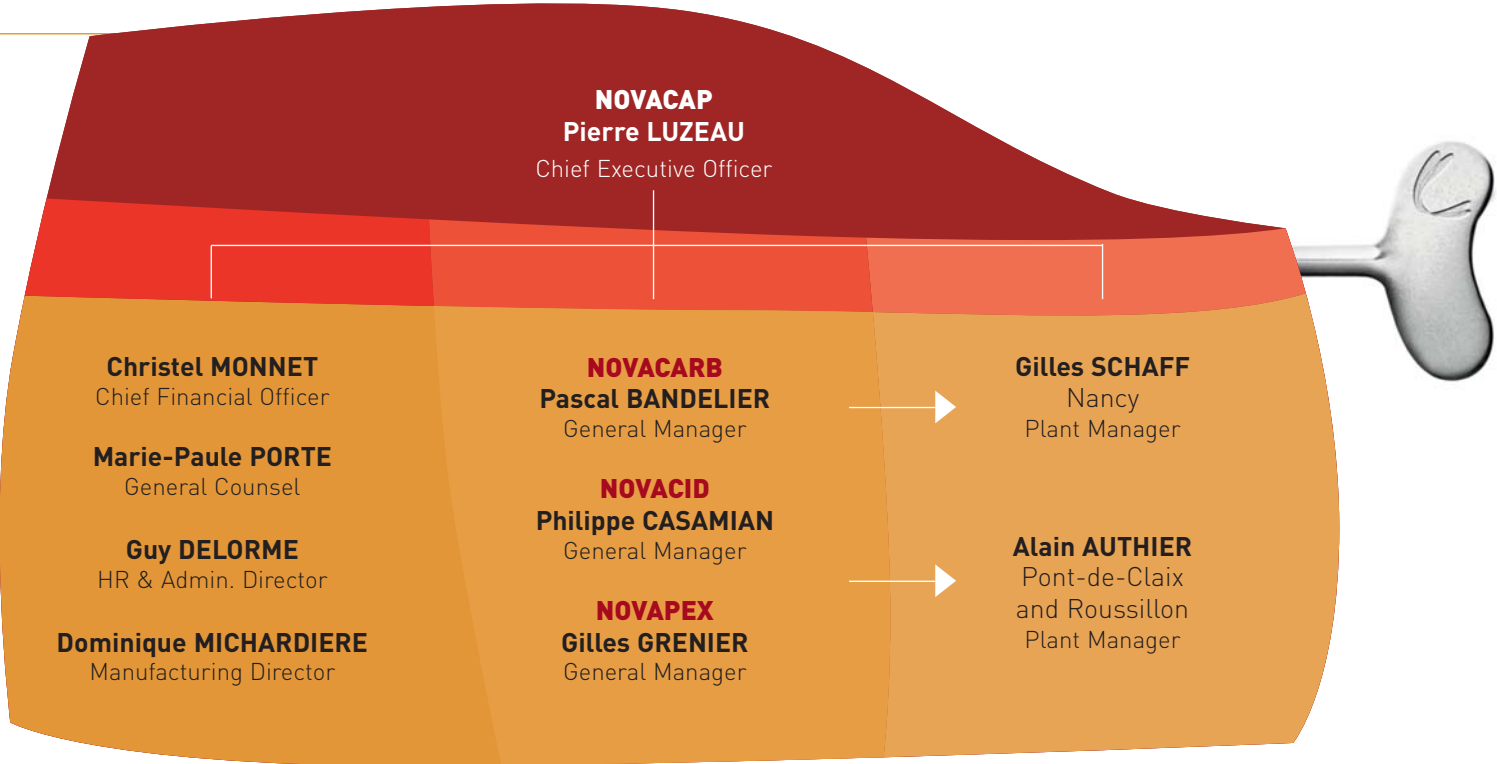 NOVACAP
Pierre LUZEAU
Chief Executive Officer
Christel MONNET
Chief Financial Officer
Marie-Paule PORTE
General Counsel
Guy DELORME
HR & Admin. Director
Dominique MICHARDIERE
Manufacturing Director
NOVACARB
Pascal BANDELIER
General Manager
NOVACID
Philippe CASAMIAN
General Manager
NOVAPEX
Gilles GRENIER
General Manager
Gilles SCHAFF
Nancy
Plant Manager
Alain AUTHIER
Pont-de-Claix
and Roussillon
Plant Manager